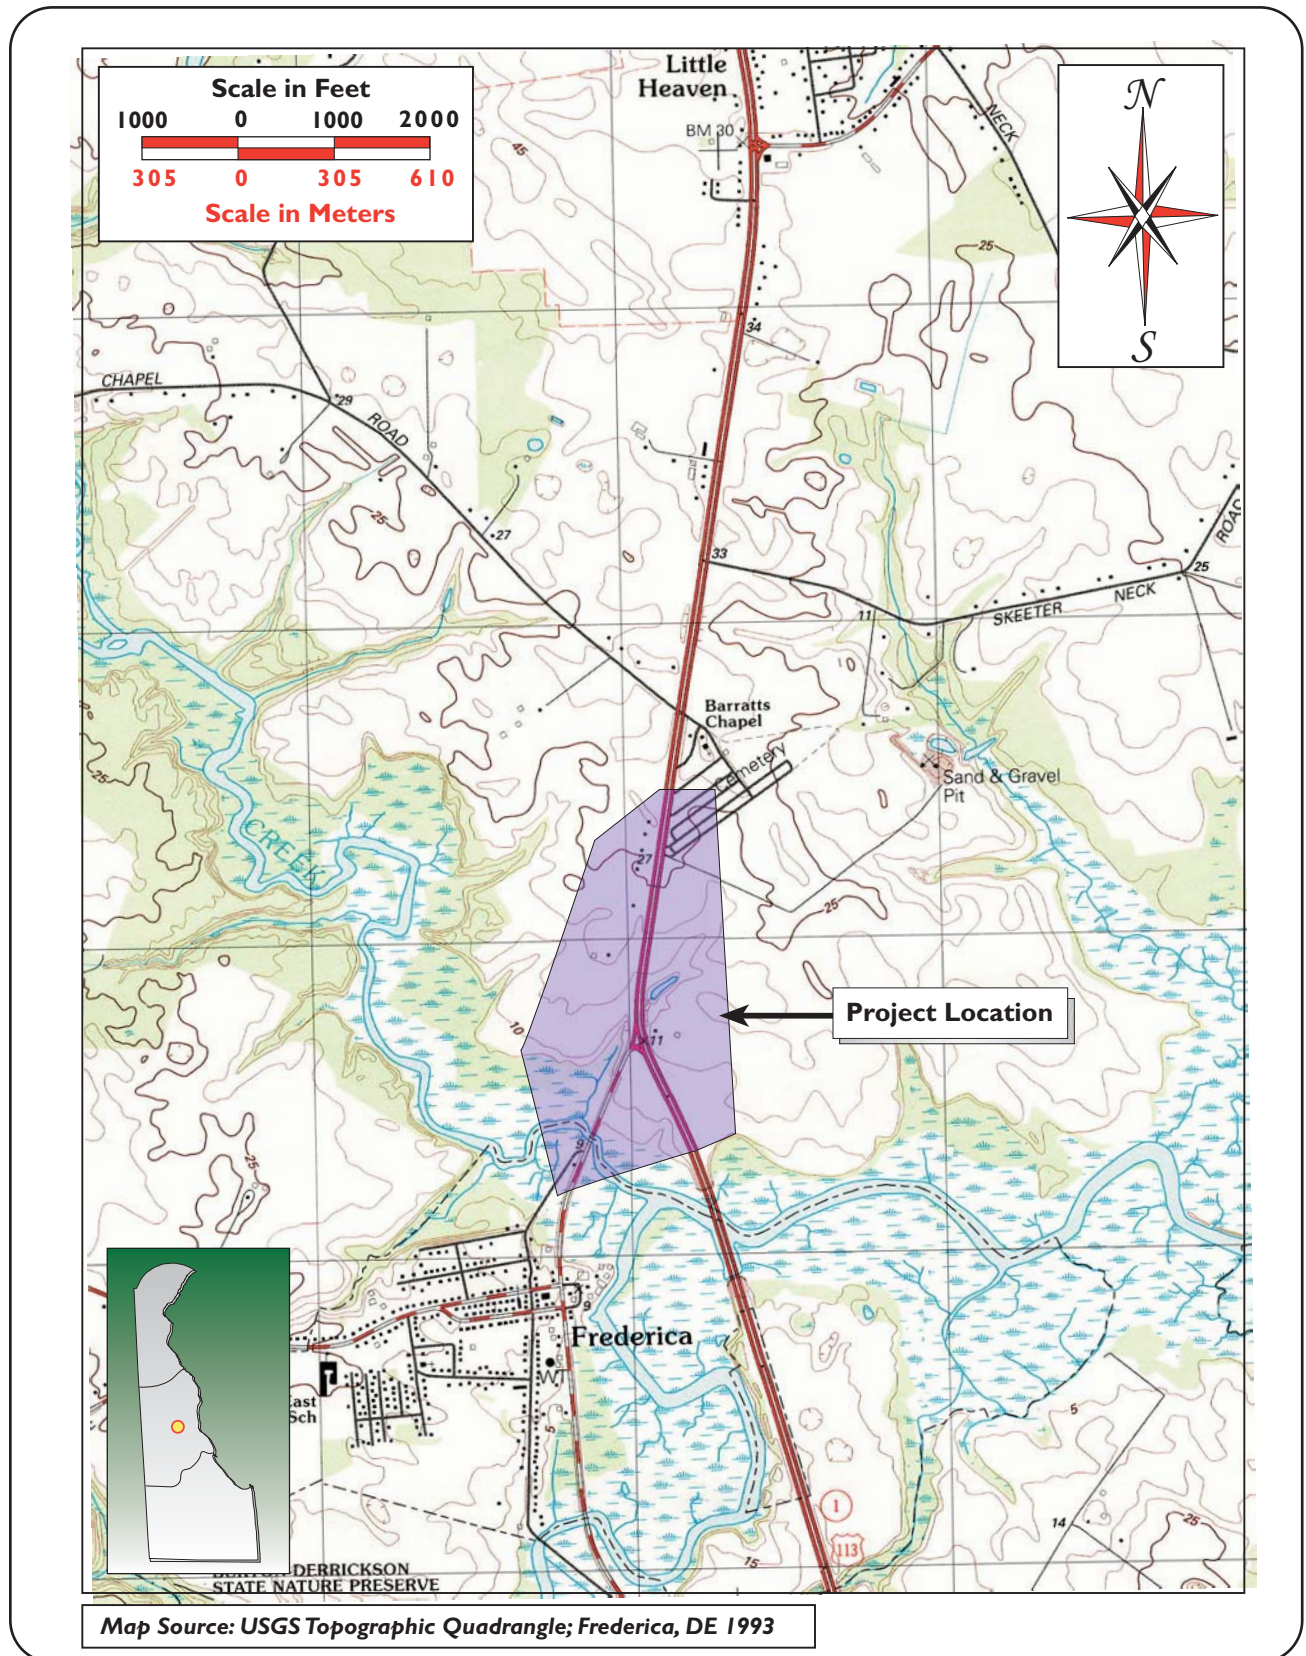 Scale in Feet
1000 0 1000 2000
305 0 305 610
Scale in Meters
N
S
Little
Heaven
BM 30
NECK
45
25
34
CHAPEL
29
ROAD
25
27
33
ROAD
25
NECK
SKEETER
11
10
Barratts
Chapel
Cemetery
Sand & Gravel
Pit
25
CREEK
27
25
Project Location
10
11
9
25
9
Frederica
W
East
Sch
5
5
1
14
25
113
15
DERRICKSON
STATE NATURE PRESERVE
Map Source: USGS Topographic Quadrangle; Frederica, DE 1993